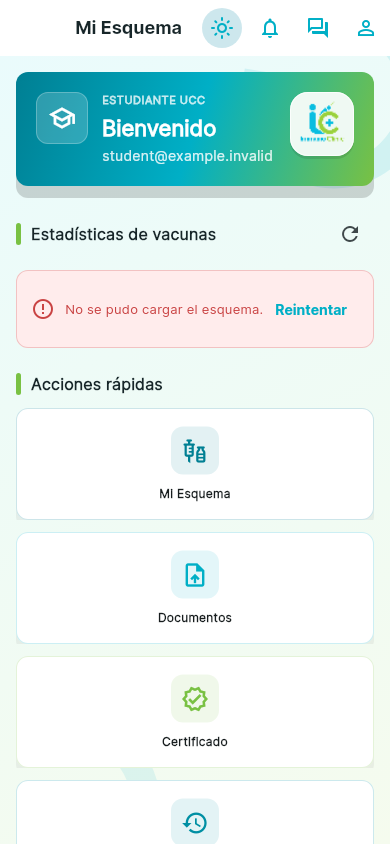 Mi Esquema
ESTUDIANTE UCC
Bienvenido
student@example.invalid
Estadísticas de vacunas
No se pudo cargar el esquema. Reintentar
Acciones rápidas
Mi Esquema
Documentos
Certificado